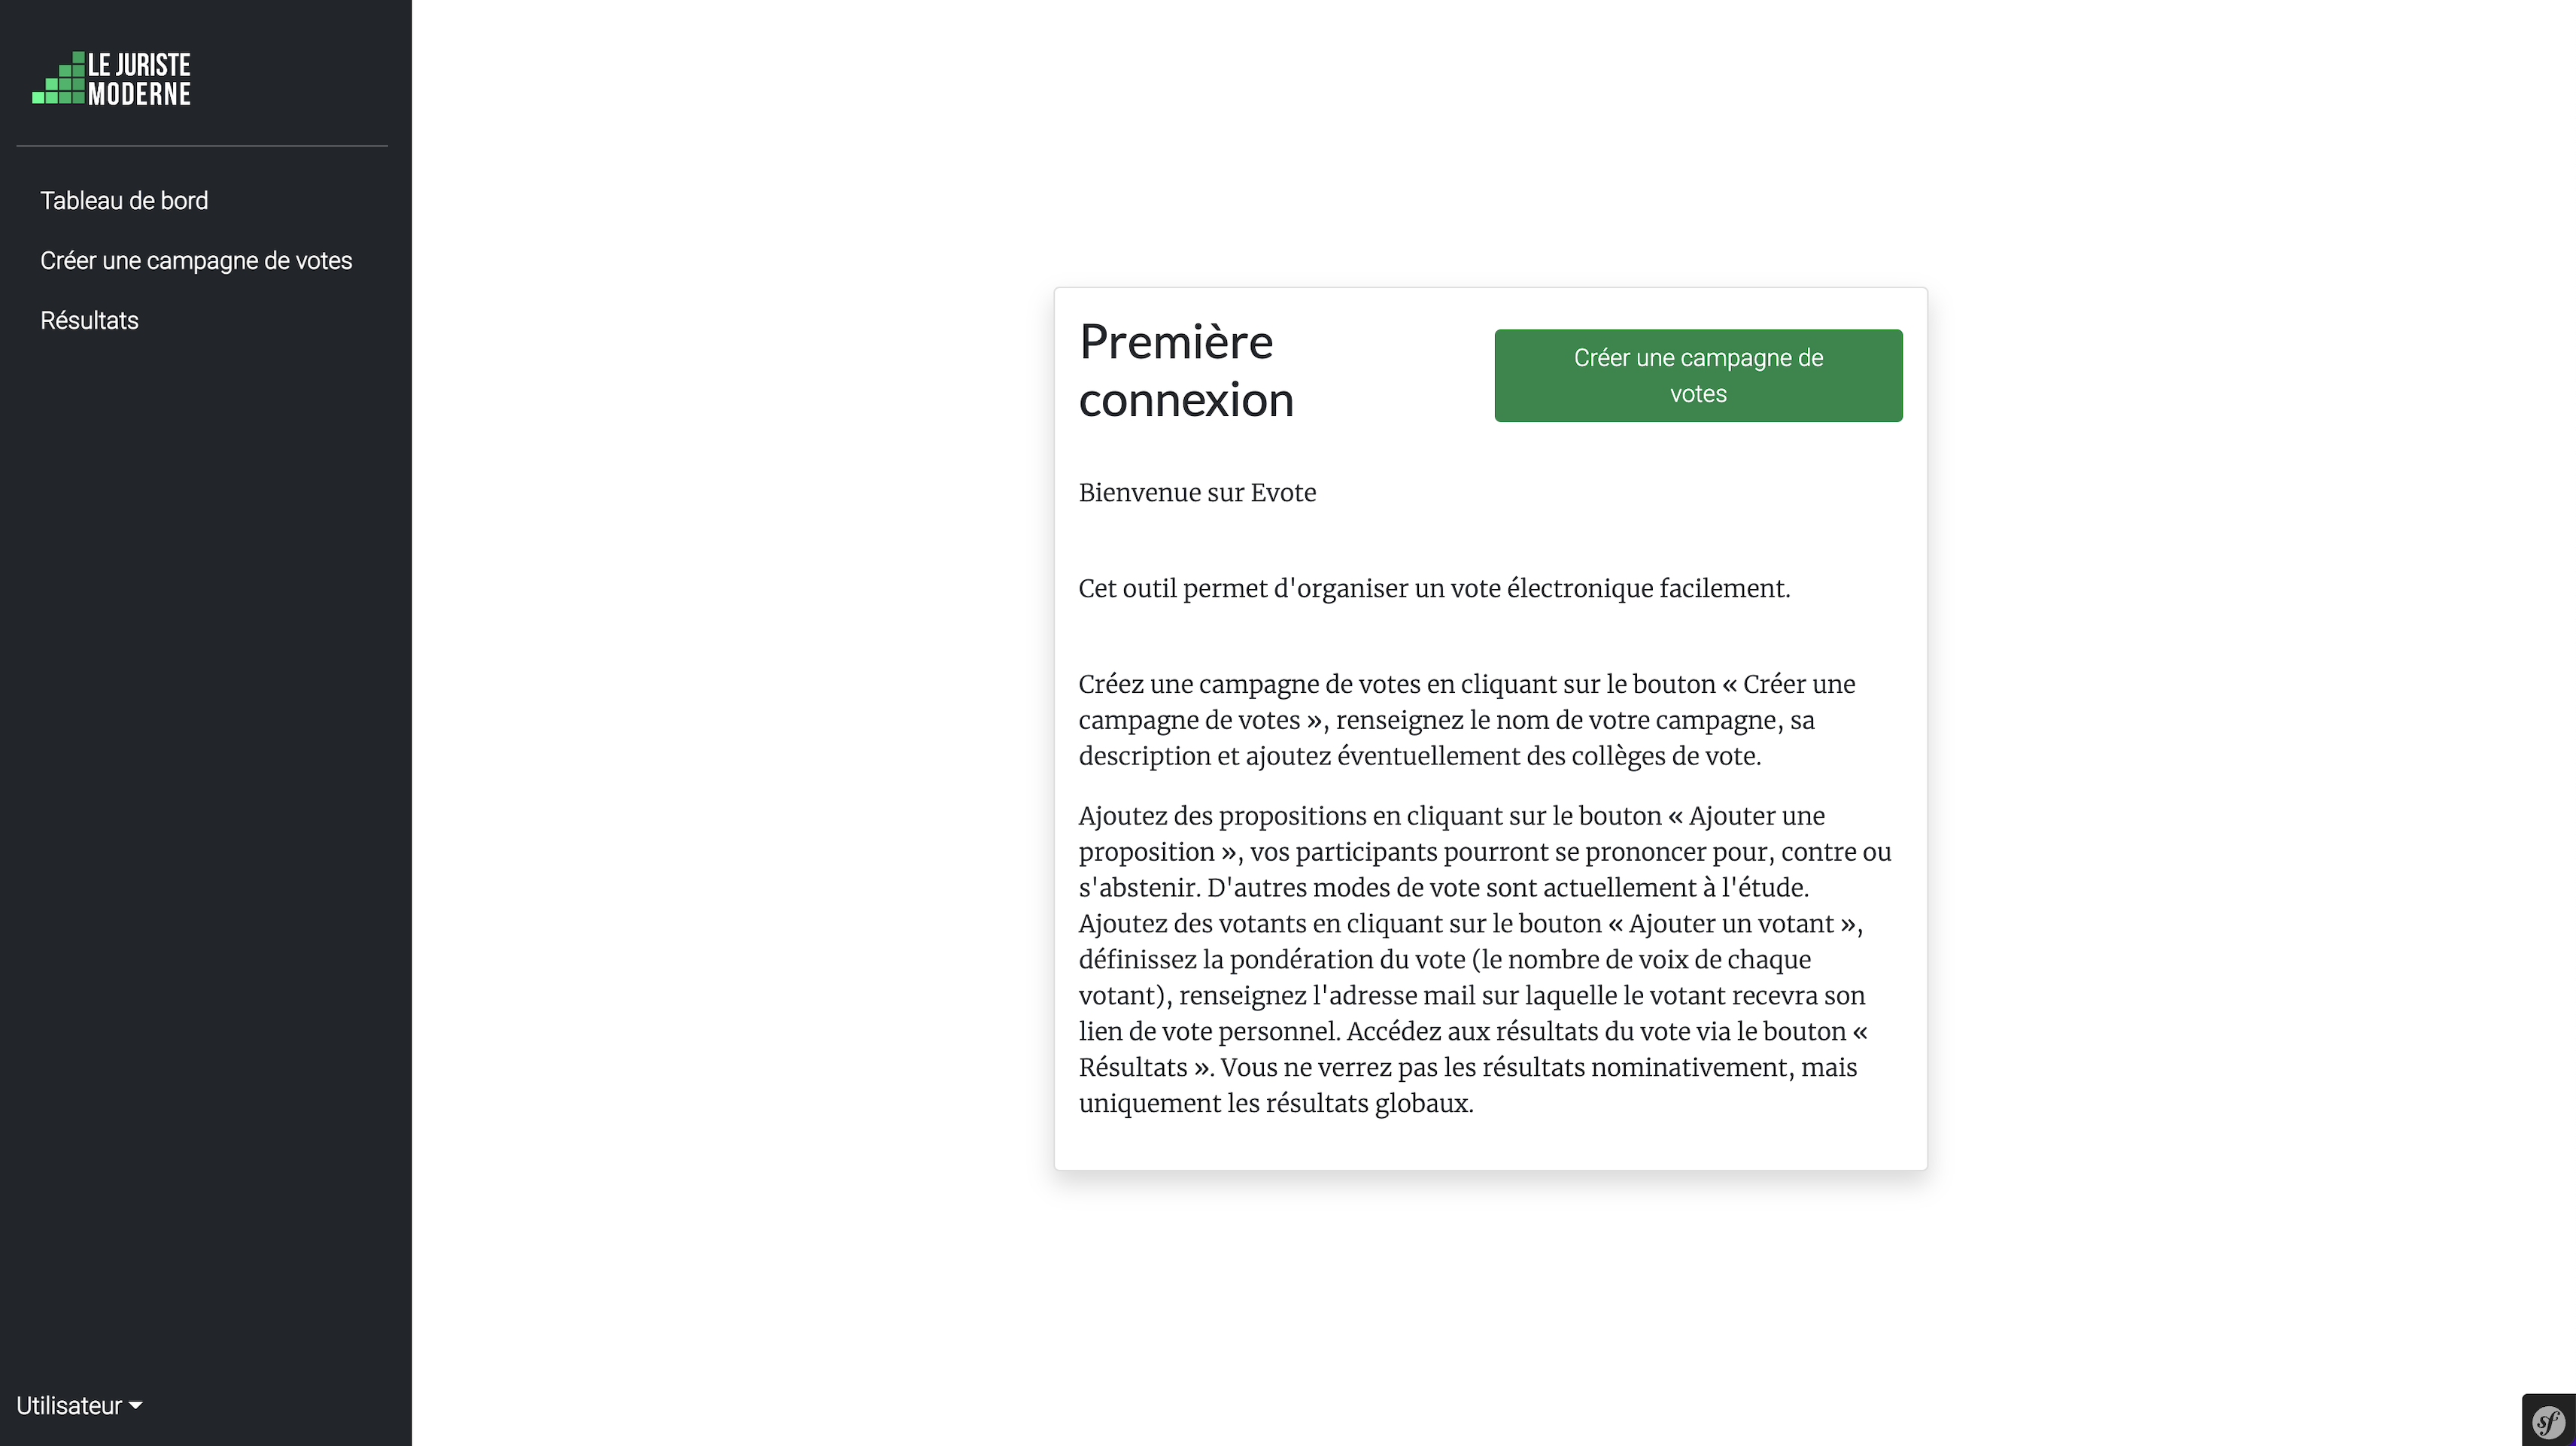 LE JURISTE
MODERNE
Tableau de bord
Créer une campagne de votes
Résultats
Première
connexion
Créer une campagne de
votes
Bienvenue sur Evote
Cet outil permet d'organiser un vote électronique facilement.
Créez une campagne de votes en cliquant sur le bouton « Créer une
campagne de votes », renseignez le nom de votre campagne, sa
description et ajoutez éventuellement des collèges de vote.
Ajoutez des propositions en cliquant sur le bouton « Ajouter une
proposition », vos participants pourront se prononcer pour, contre ou
s'abstenir. D'autres modes de vote sont actuellement à l'étude.
Ajoutez des votants en cliquant sur le bouton « Ajouter un votant »,
définissez la pondération du vote (le nombre de voix de chaque
votant), renseignez l'adresse mail sur laquelle le votant recevra son
lien de vote personnel. Accédez aux résultats du vote via le bouton «
Résultats ». Vous ne verrez pas les résultats nominativement, mais
uniquement les résultats globaux.
Utilisateur
sf